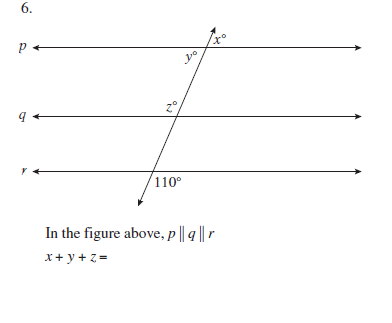 6.
p
x°
y°
z°
q
r
110°
In the figure above, p || q || r
x + y + z =